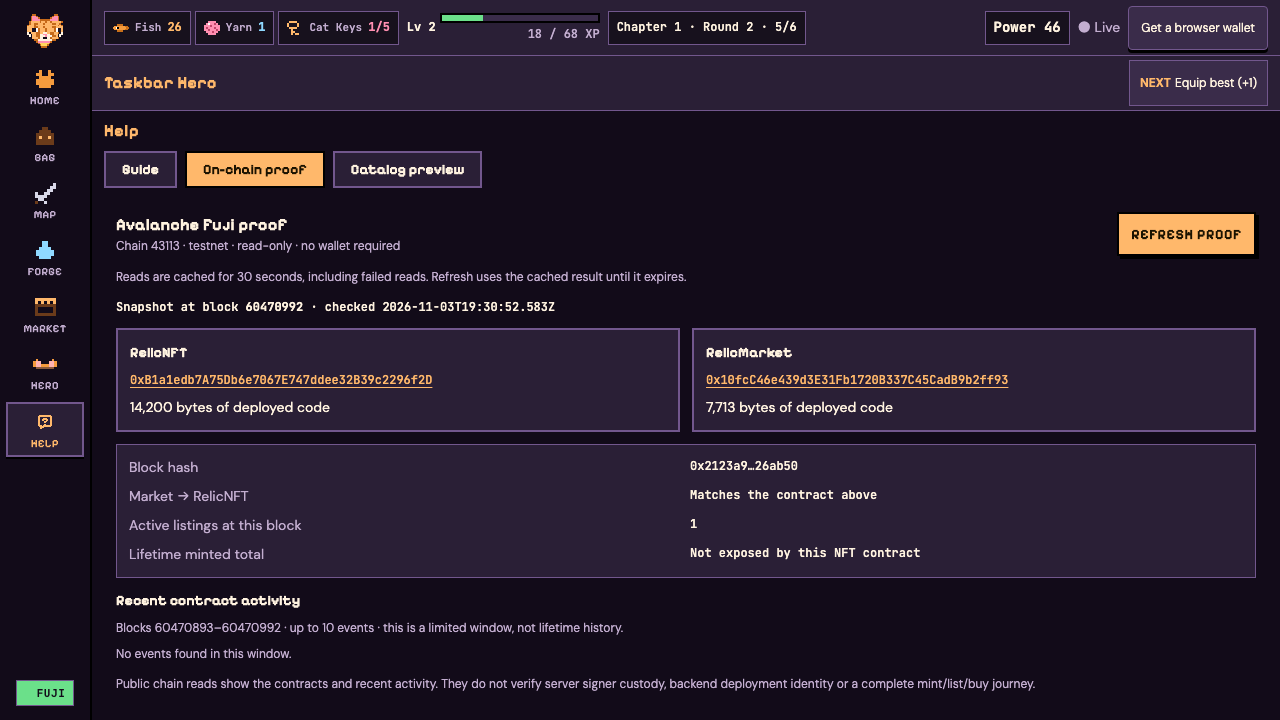 Fish 26
Yarn 1
Cat Keys 1/5
Lv 2
18 / 68 XP
Chapter 1 · Round 2 · 5/6
Power 46
Live
Get a browser wallet
HOME
BAG
MAP
FORGE
MARKET
HERO
HELP
FUJI
Taskbar Hero
NEXT Equip best (+1)
Help
Guide
On-chain proof
Catalog preview
Avalanche Fuji proof
Chain 43113 · testnet · read-only · no wallet required
REFRESH PROOF
Reads are cached for 30 seconds, including failed reads. Refresh uses the cached result until it expires.
Snapshot at block 60470992 · checked 2026-11-03T19:30:52.583Z
RelicNFT
0xB1a1edb7A75Db6e7067E747ddee32B39c2296f2D
14,200 bytes of deployed code
RelicMarket
0x10fcC46e439d3E31Fb1720B337C45CadB9b2ff93
7,713 bytes of deployed code
Block hash 0x2123a9…26ab50
Market → RelicNFT Matches the contract above
Active listings at this block 1
Lifetime minted total Not exposed by this NFT contract
Recent contract activity
Blocks 60470893–60470992 · up to 10 events · this is a limited window, not lifetime history.
No events found in this window.
Public chain reads show the contracts and recent activity. They do not verify server signer custody, backend deployment identity or a complete mint/list/buy journey.